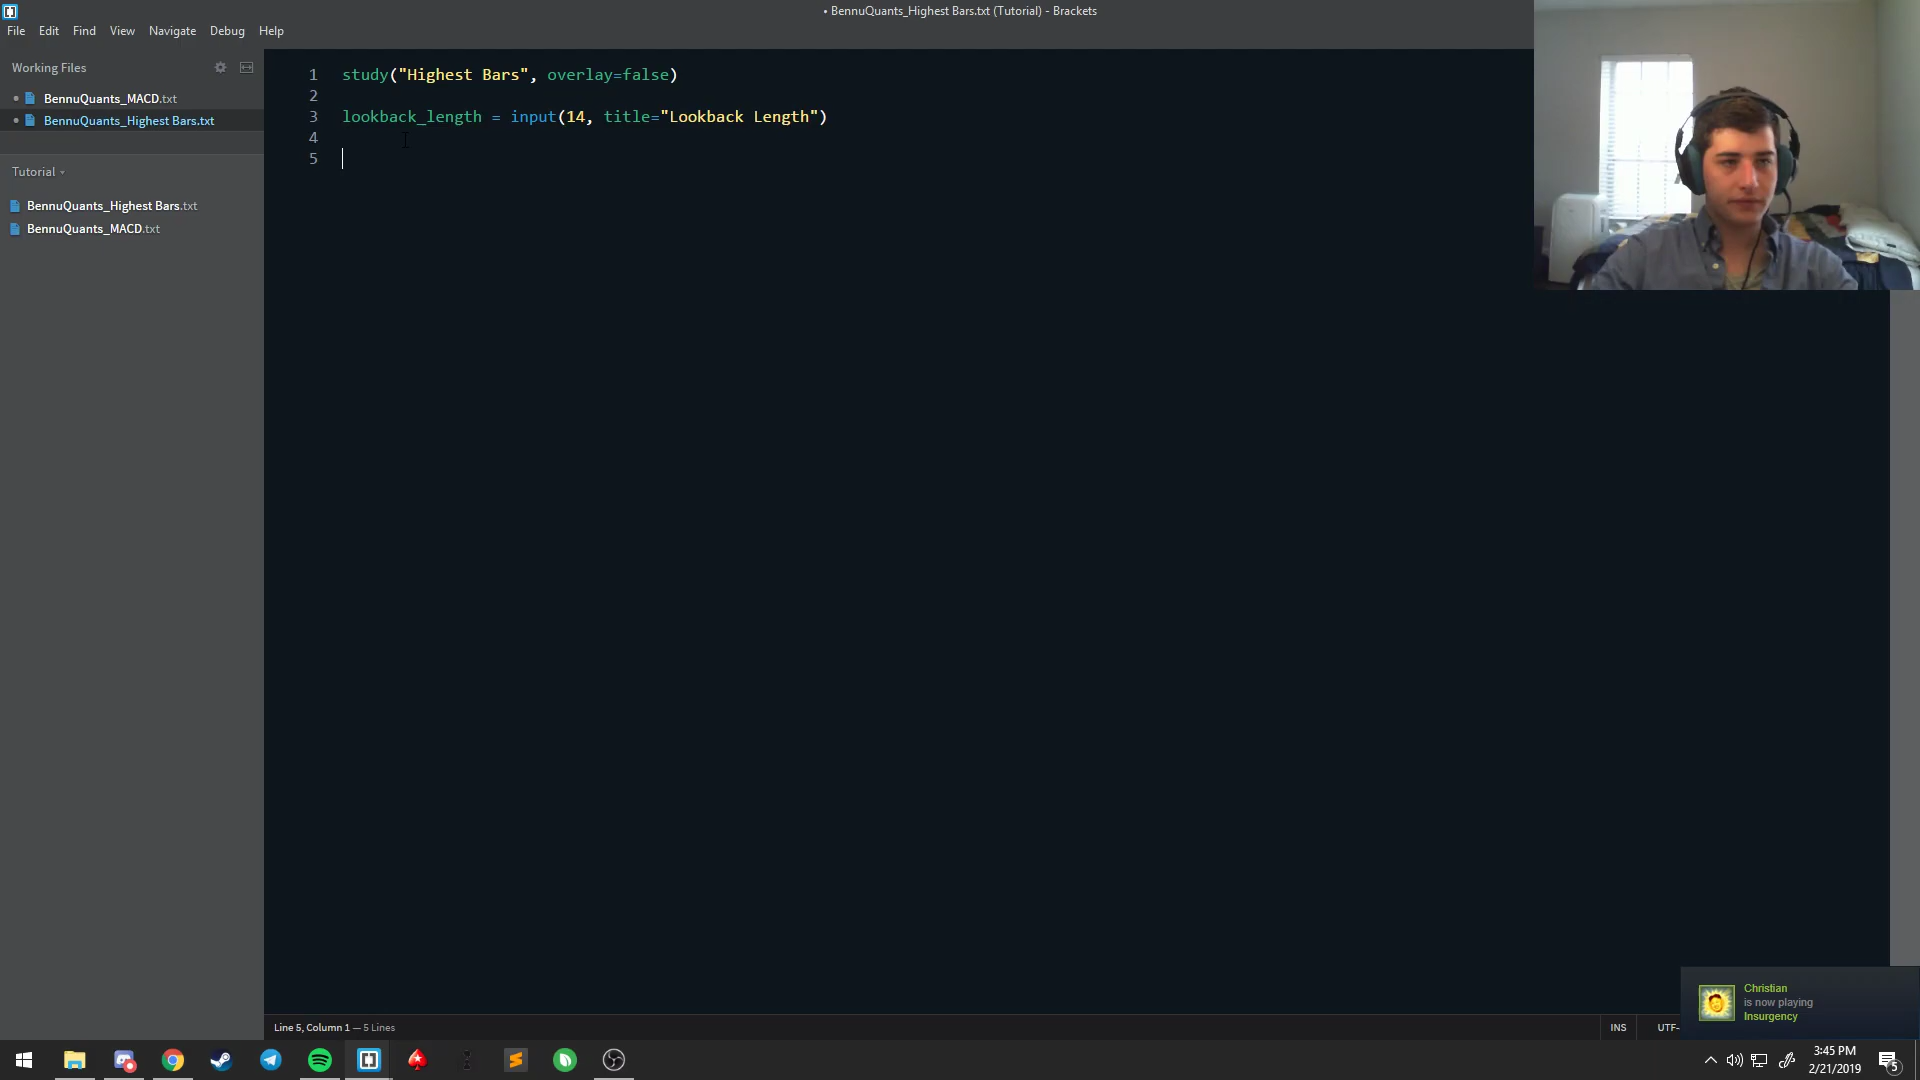 • BennuQuants_Highest Bars.txt (Tutorial) - Brackets
File Edit Find View Navigate Debug Help
Working Files
BennuQuants_MACD.txt
BennuQuants_Highest Bars.txt
Tutorial
BennuQuants_Highest Bars.txt
BennuQuants_MACD.txt
1 study("Highest Bars", overlay=false)
2
3 lookback_length = input(14, title="Lookback Length")
4
5
Christian
is now playing
Insurgency
Line 5, Column 1 — 5 Lines
INS
UTF-
3:45 PM
2/21/2019
5